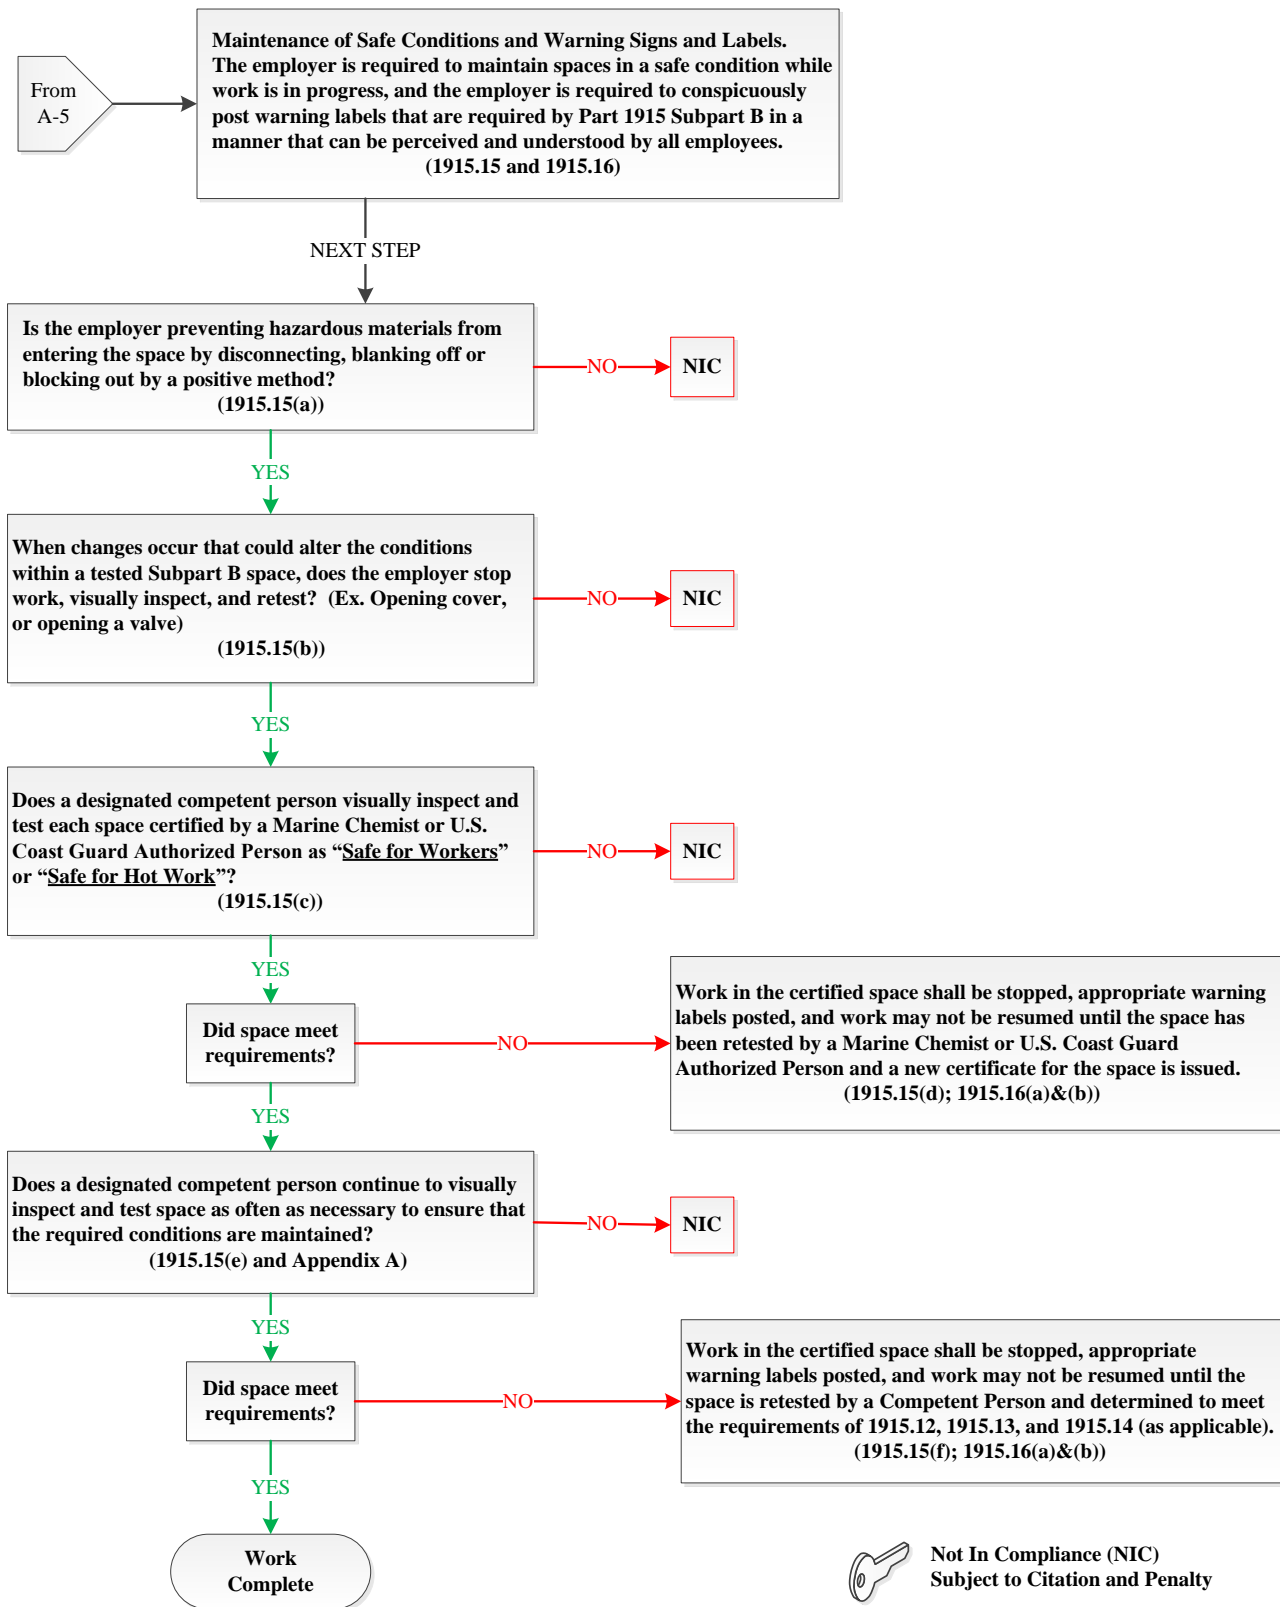 From
A-5
Maintenance of Safe Conditions and Warning Signs and Labels.
The employer is required to maintain spaces in a safe condition while
work is in progress, and the employer is required to conspicuously
post warning labels that are required by Part 1915 Subpart B in a
manner that can be perceived and understood by all employees.
(1915.15 and 1915.16)
NEXT STEP
Is the employer preventing hazardous materials from
entering the space by disconnecting, blanking off or
blocking out by a positive method?
(1915.15(a))
NO
NIC
YES
When changes occur that could alter the conditions
within a tested Subpart B space, does the employer stop
work, visually inspect, and retest?  (Ex. Opening cover,
or opening a valve)
(1915.15(b))
NO
NIC
YES
Does a designated competent person visually inspect and
test each space certified by a Marine Chemist or U.S.
Coast Guard Authorized Person as “Safe for Workers”
or “Safe for Hot Work”?
(1915.15(c))
NO
NIC
YES
Did space meet
requirements?
NO
Work in the certified space shall be stopped, appropriate warning
labels posted, and work may not be resumed until the space has
been retested by a Marine Chemist or U.S. Coast Guard
Authorized Person and a new certificate for the space is issued.
(1915.15(d); 1915.16(a)&(b))
YES
Does a designated competent person continue to visually
inspect and test space as often as necessary to ensure that
the required conditions are maintained?
(1915.15(e) and Appendix A)
NO
NIC
YES
Did space meet
requirements?
NO
Work in the certified space shall be stopped, appropriate
warning labels posted, and work may not be resumed until the
space is retested by a Competent Person and determined to meet
the requirements of 1915.12, 1915.13, and 1915.14 (as applicable).
(1915.15(f); 1915.16(a)&(b))
YES
Work
Complete
Not In Compliance (NIC)
Subject to Citation and Penalty